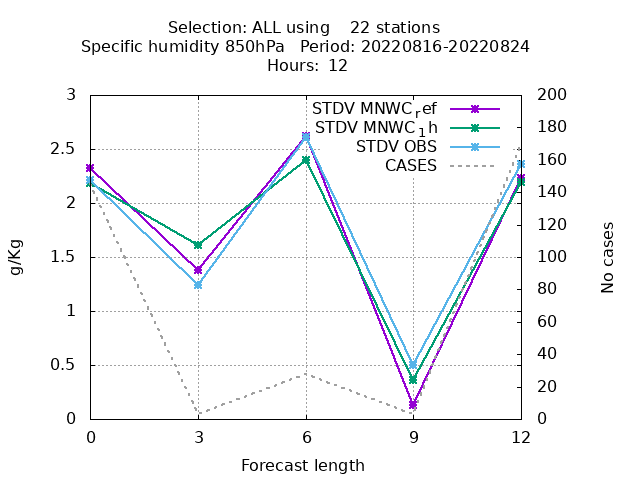 Selection: ALL using    22 stations
Specific humidity 850hPa   Period: 20220816-20220824
Hours:  12
STDV MNWC_ref
STDV MNWC_1h
STDV OBS
CASES
3
2.5
2
1.5
1
0.5
0
g/Kg
200
180
160
140
120
100
80
60
40
20
0
No cases
0 3 6 9 12
Forecast length